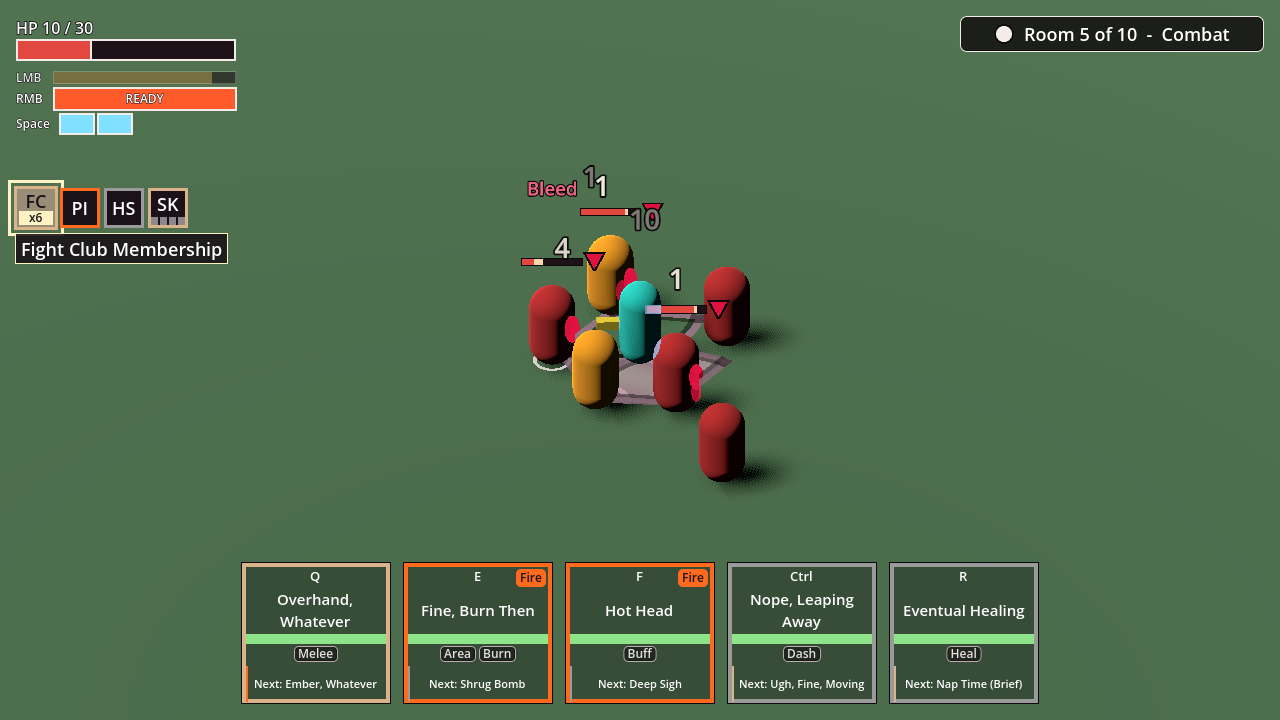 HP 10 / 30
Room 5 of 10 - Combat
LMB
RMB READY
Space
FC x6
PI
HS
SK
Fight Club Membership
Bleed 1 1
10
4
1
Q
Overhand, Whatever
Melee
Next: Ember, Whatever
E
Fire
Fine, Burn Then
Area Burn
Next: Shrug Bomb
F
Fire
Hot Head
Buff
Next: Deep Sigh
Ctrl
Nope, Leaping Away
Dash
Next: Ugh, Fine, Moving
R
Eventual Healing
Heal
Next: Nap Time (Brief)